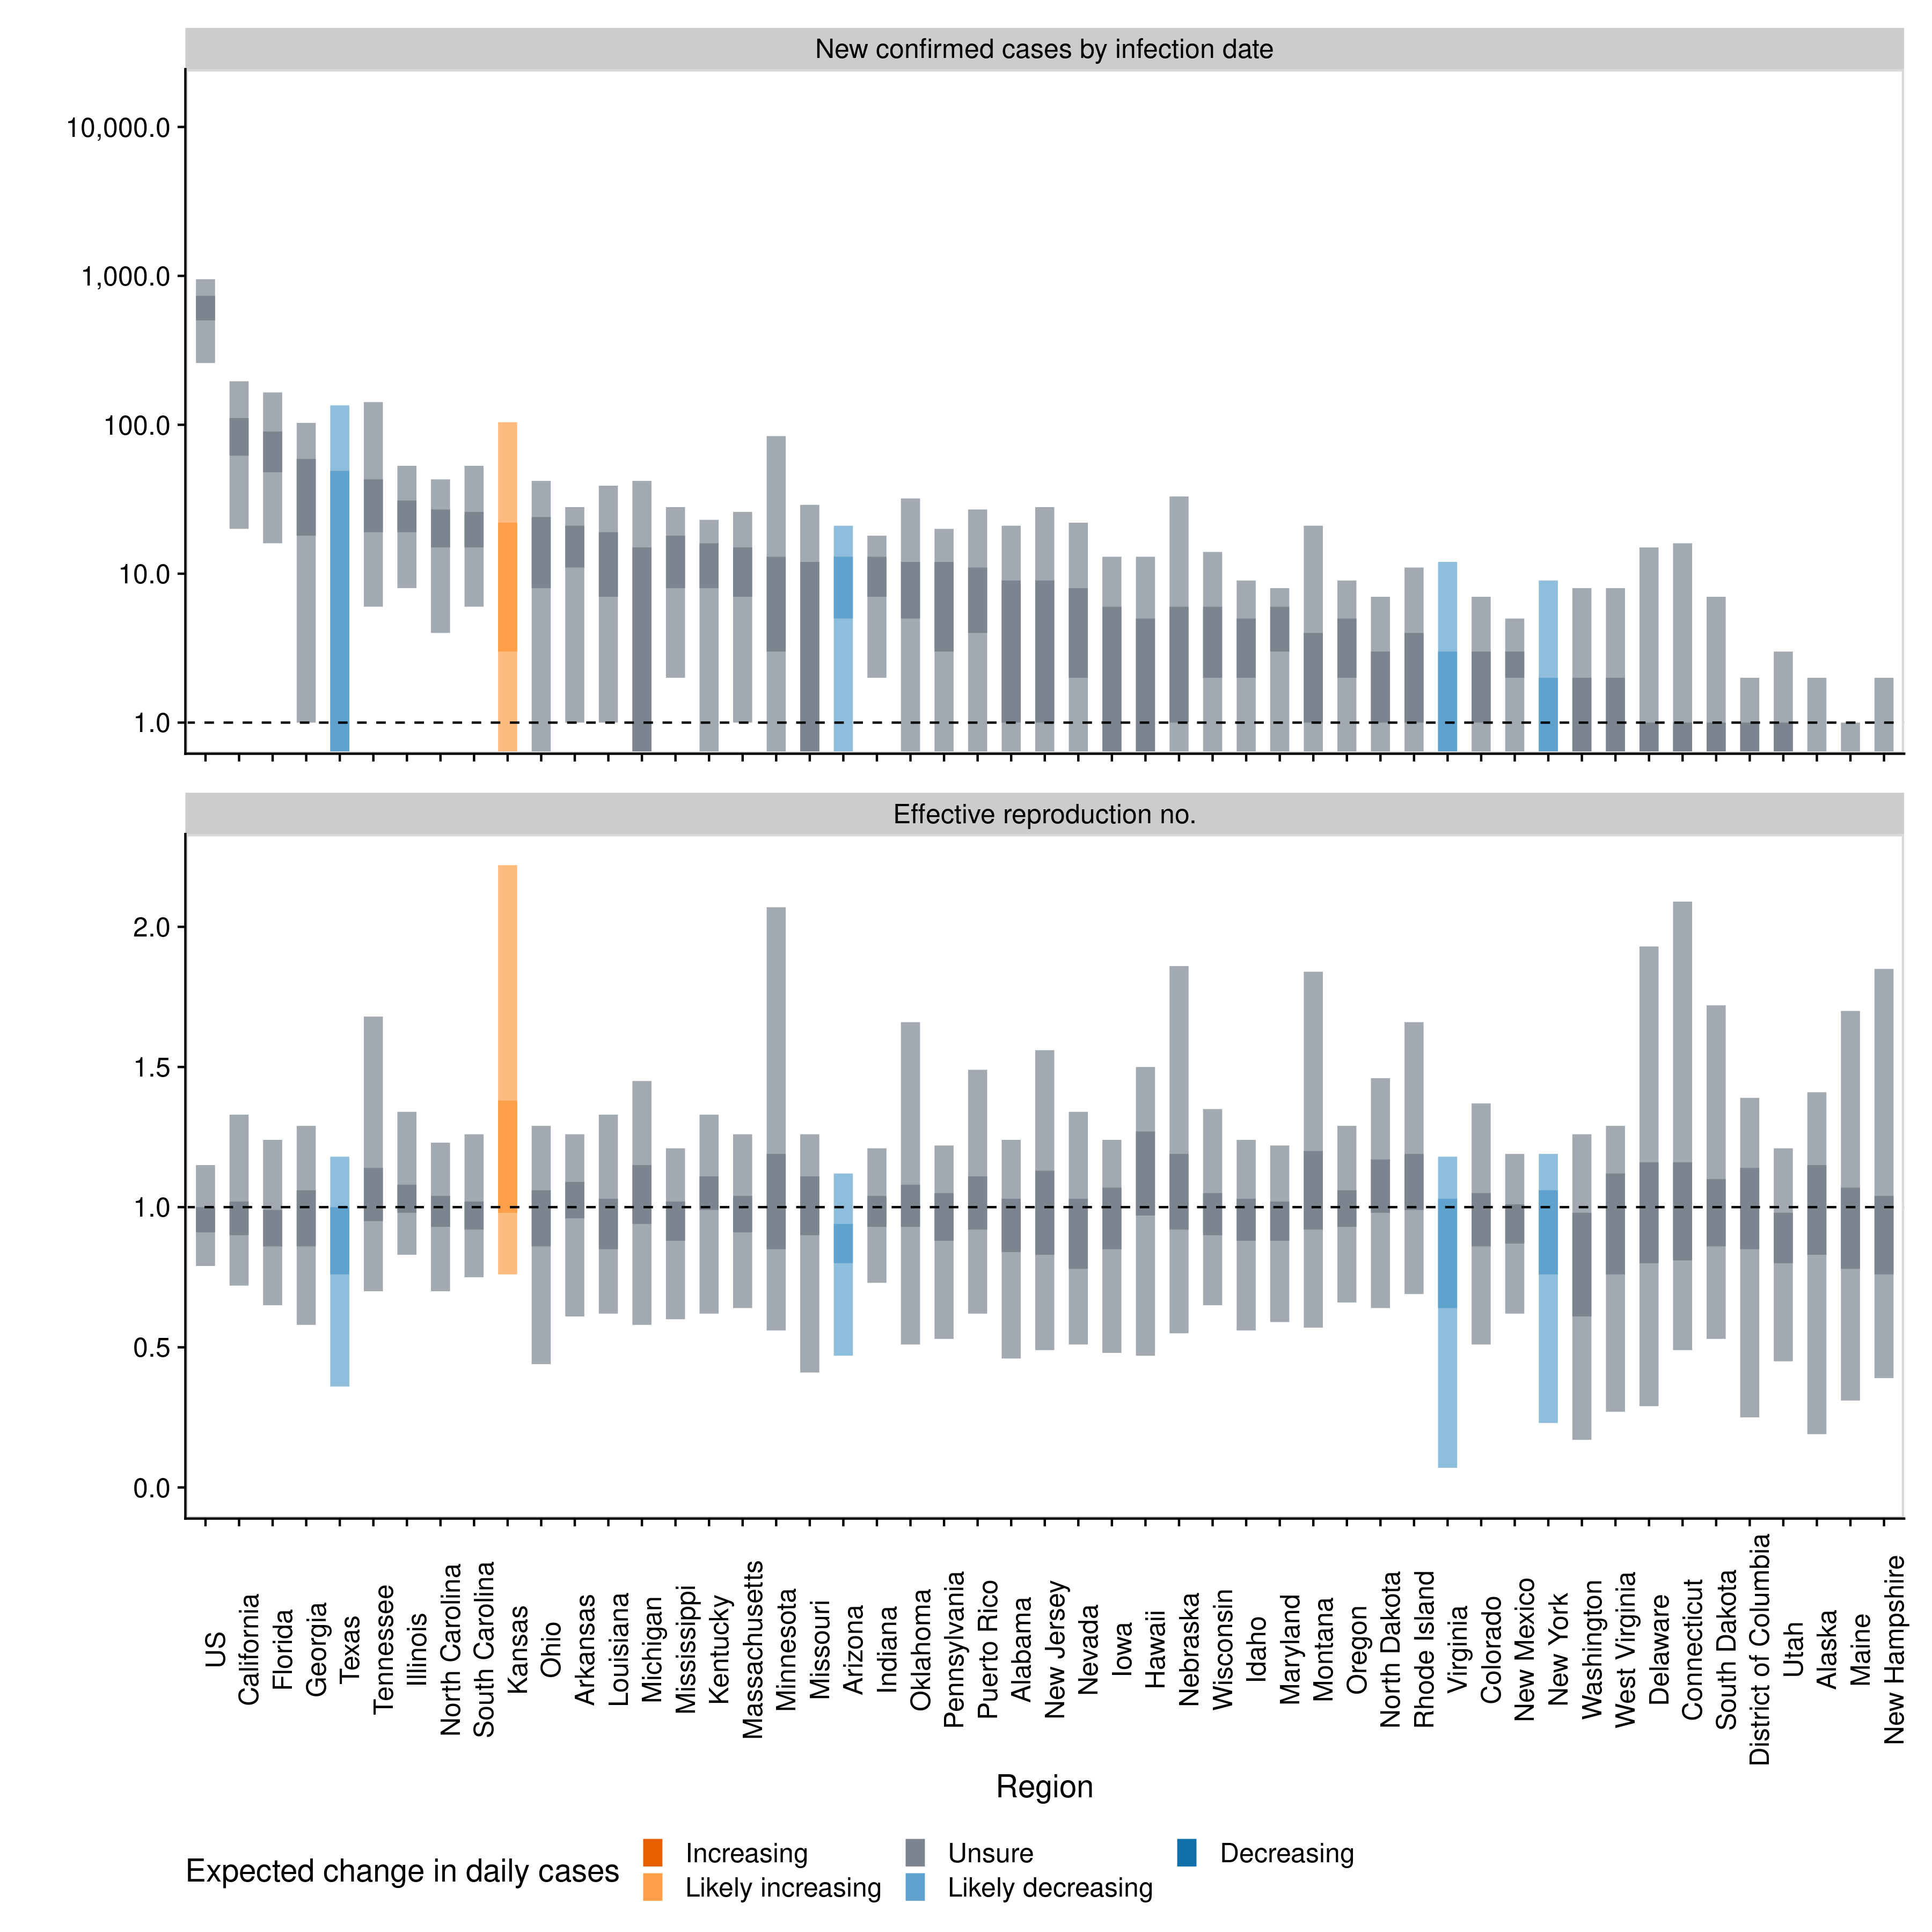 New confirmed cases by infection date
10,000.0
1,000.0
100.0
10.0
1.0
Effective reproduction no.
2.0
1.5
1.0
0.5
0.0
US
California
Florida
Georgia
Texas
Tennessee
Illinois
North Carolina
South Carolina
Kansas
Ohio
Arkansas
Louisiana
Michigan
Mississippi
Kentucky
Massachusetts
Minnesota
Missouri
Arizona
Indiana
Oklahoma
Pennsylvania
Puerto Rico
Alabama
New Jersey
Nevada
Iowa
Hawaii
Nebraska
Wisconsin
Idaho
Maryland
Montana
Oregon
North Dakota
Rhode Island
Virginia
Colorado
New Mexico
New York
Washington
West Virginia
Delaware
Connecticut
South Dakota
District of Columbia
Utah
Alaska
Maine
New Hampshire
Region
Expected change in daily cases
Increasing
Likely increasing
Unsure
Likely decreasing
Decreasing